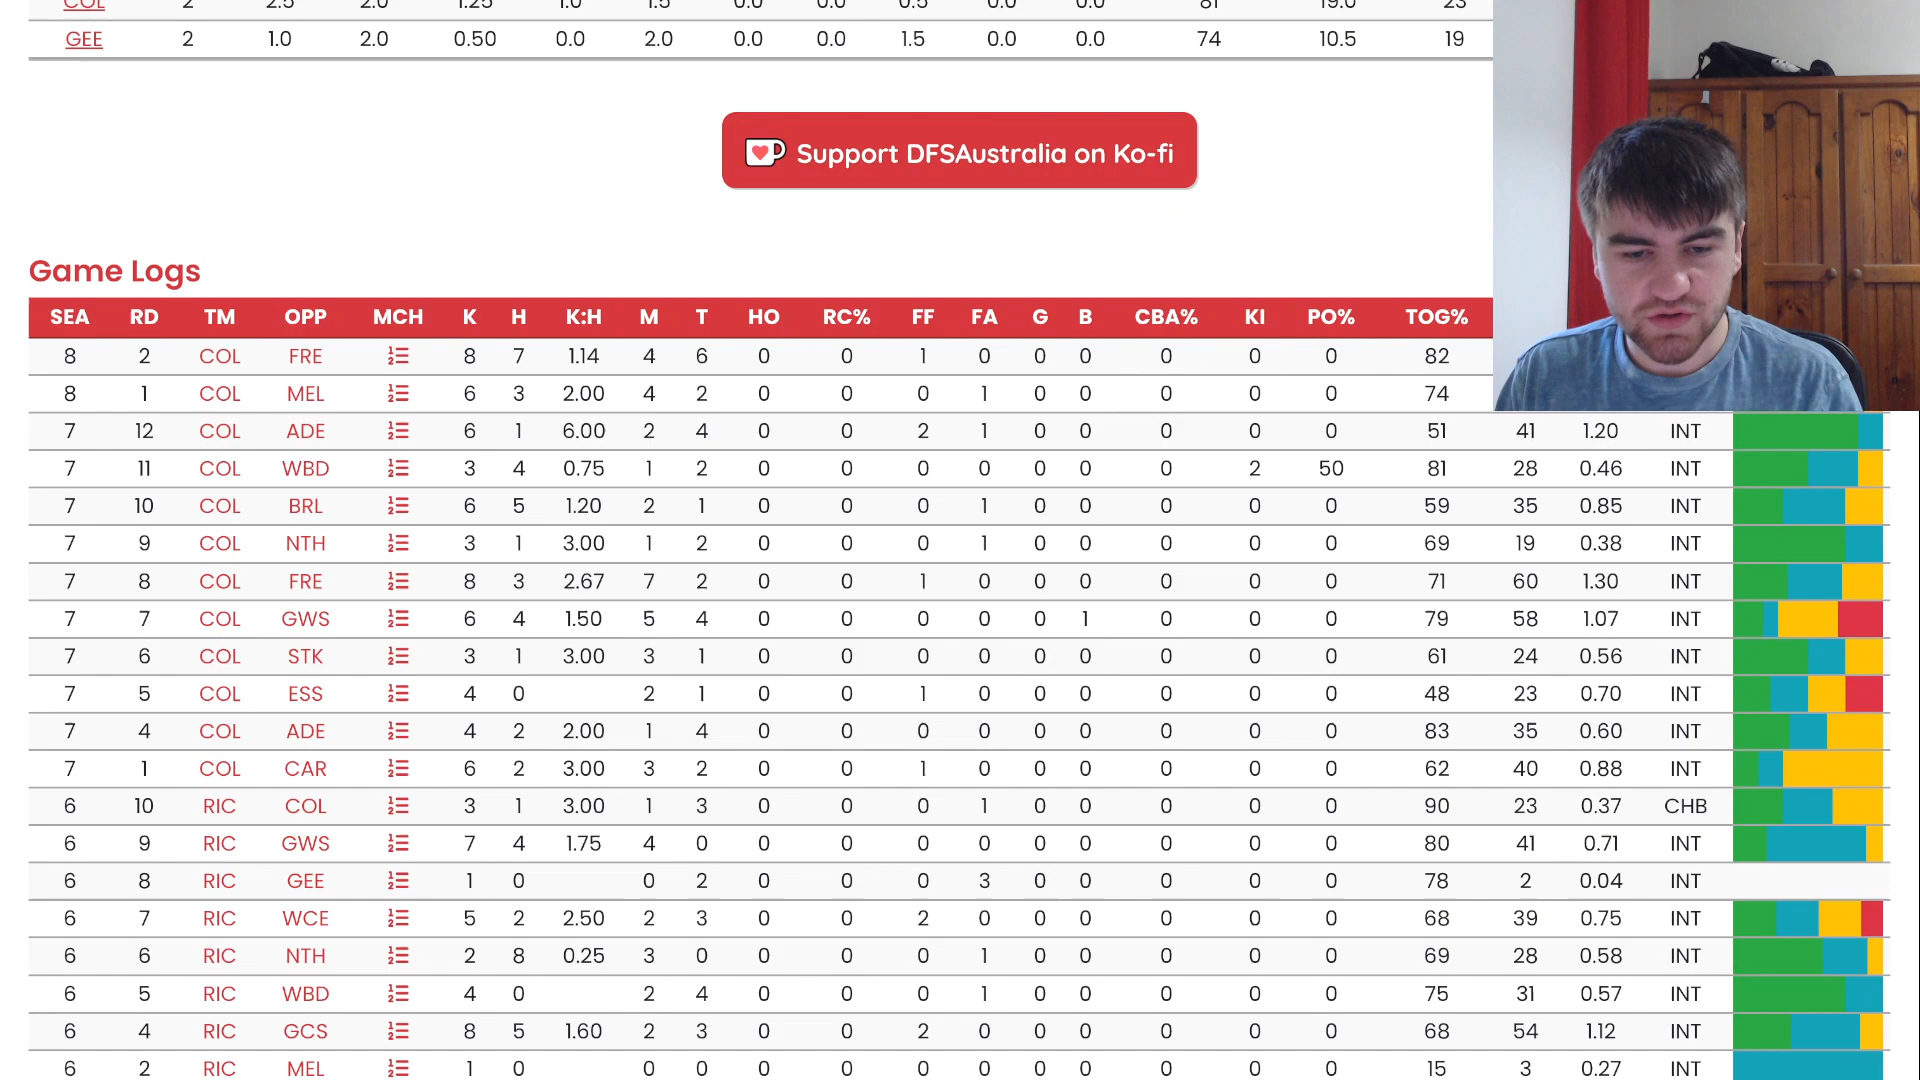 COL 2 2.5 2.0 1.25 1.0 1.5 0.0 0.0 0.5 0.0 0.0 81 19.0 23
GEE 2 1.0 2.0 0.50 0.0 2.0 0.0 0.0 1.5 0.0 0.0 74 10.5 19
Support DFSAustralia on Ko-fi
Game Logs
SEA RD TM OPP MCH K H K:H M T HO RC% FF FA G B CBA% KI PO% TOG%
8 2 COL FRE 8 7 1.14 4 6 0 0 1 0 0 0 0 0 0 82
8 1 COL MEL 6 3 2.00 4 2 0 0 0 1 0 0 0 0 0 74
7 12 COL ADE 6 1 6.00 2 4 0 0 2 1 0 0 0 0 0 51 41 1.20 INT
7 11 COL WBD 3 4 0.75 1 2 0 0 0 0 0 0 0 2 50 81 28 0.46 INT
7 10 COL BRL 6 5 1.20 2 1 0 0 0 1 0 0 0 0 0 59 35 0.85 INT
7 9 COL NTH 3 1 3.00 1 2 0 0 0 1 0 0 0 0 0 69 19 0.38 INT
7 8 COL FRE 8 3 2.67 7 2 0 0 1 0 0 0 0 0 0 71 60 1.30 INT
7 7 COL GWS 6 4 1.50 5 4 0 0 0 0 0 1 0 0 0 79 58 1.07 INT
7 6 COL STK 3 1 3.00 3 1 0 0 0 0 0 0 0 0 0 61 24 0.56 INT
7 5 COL ESS 4 0 2 1 0 0 1 0 0 0 0 0 0 48 23 0.70 INT
7 4 COL ADE 4 2 2.00 1 4 0 0 0 0 0 0 0 0 0 83 35 0.60 INT
7 1 COL CAR 6 2 3.00 3 2 0 0 1 0 0 0 0 0 0 62 40 0.88 INT
6 10 RIC COL 3 1 3.00 1 3 0 0 0 1 0 0 0 0 0 90 23 0.37 CHB
6 9 RIC GWS 7 4 1.75 4 0 0 0 0 0 0 0 0 0 0 80 41 0.71 INT
6 8 RIC GEE 1 0 0 2 0 0 0 3 0 0 0 0 0 78 2 0.04 INT
6 7 RIC WCE 5 2 2.50 2 3 0 0 2 0 0 0 0 0 0 68 39 0.75 INT
6 6 RIC NTH 2 8 0.25 3 0 0 0 0 1 0 0 0 0 0 69 28 0.58 INT
6 5 RIC WBD 4 0 2 4 0 0 0 1 0 0 0 0 0 75 31 0.57 INT
6 4 RIC GCS 8 5 1.60 2 3 0 0 2 0 0 0 0 0 0 68 54 1.12 INT
6 2 RIC MEL 1 0 0 0 0 0 0 0 0 0 0 0 0 15 3 0.27 INT